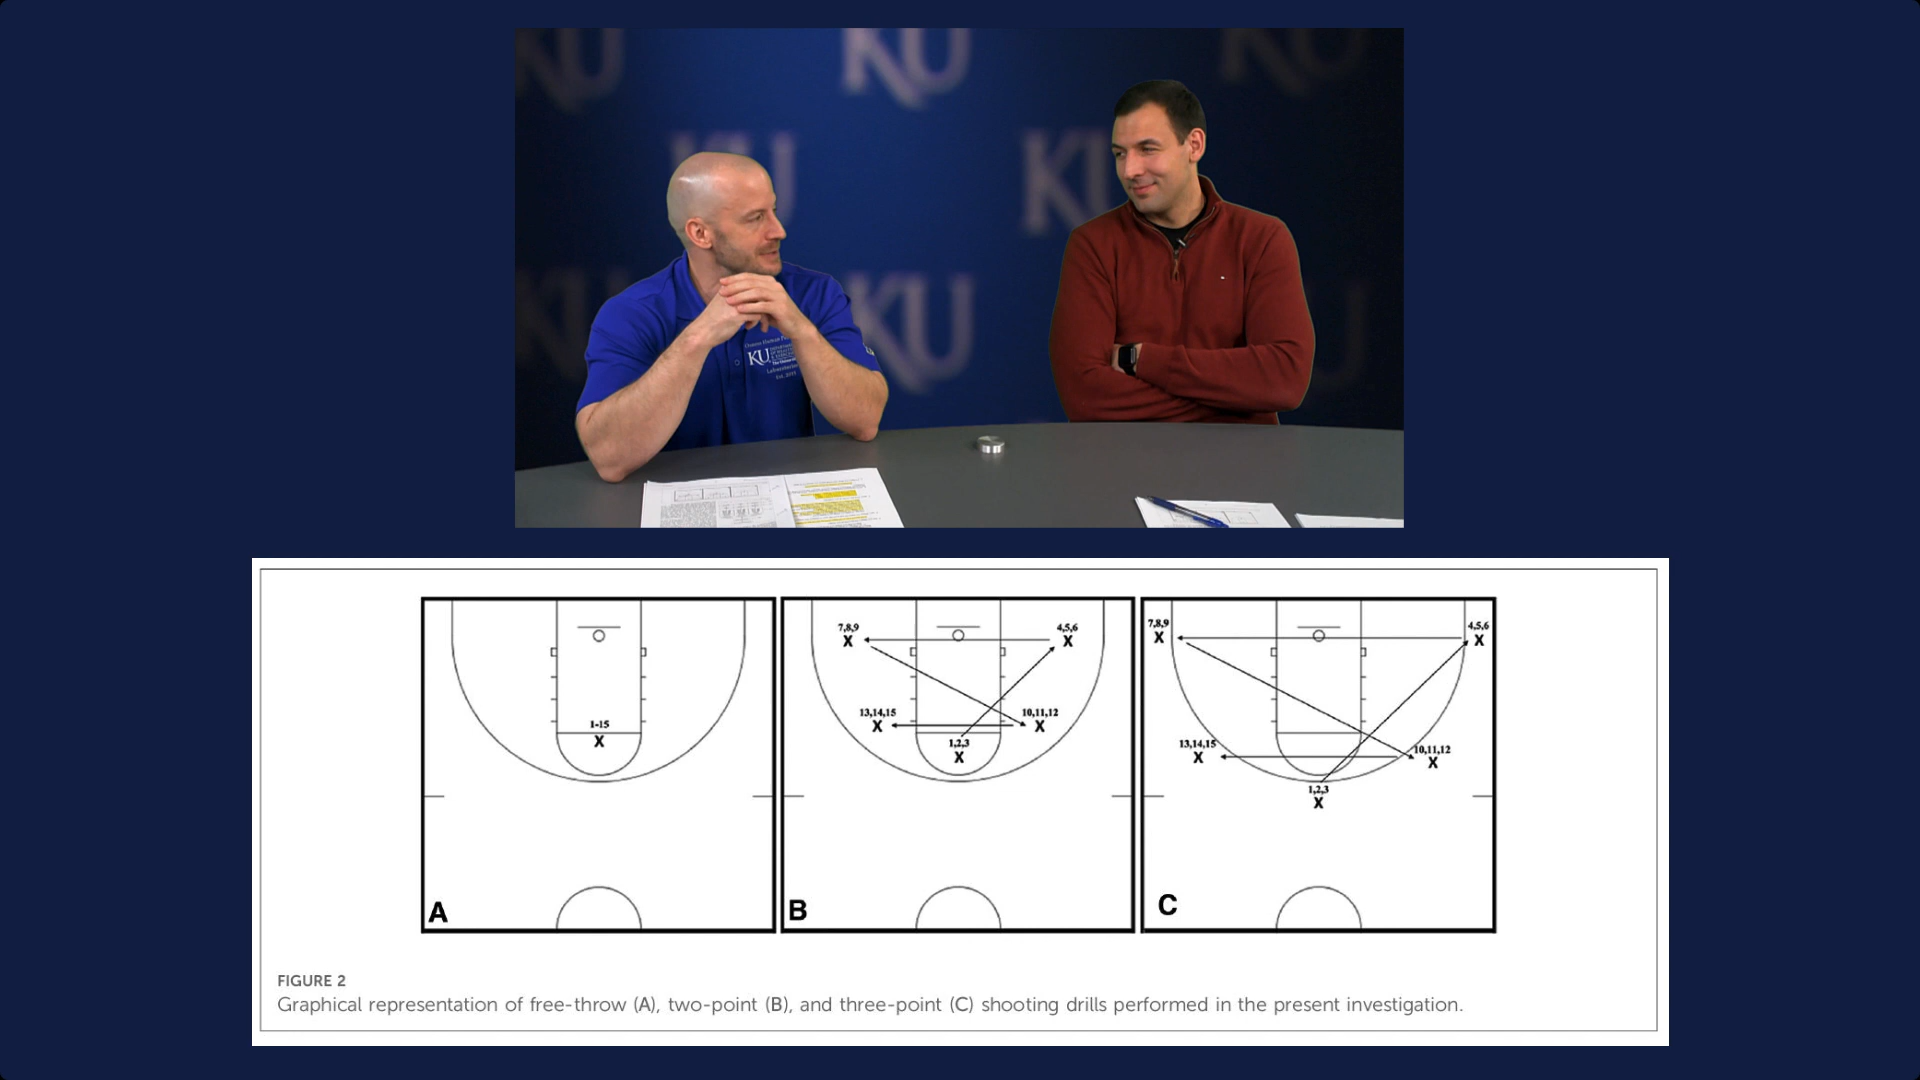 KU
KU
KU
KU
KU
KU
KU
KU
Est.
7,8,9
X
4,5,6
X
7,8,9
X
4,5,6
X
1-15
X
13,14,15
X
10,11,12
X
1,2,3
X
13,14,15
X
10,11,12
X
1,2,3
X
A
B
C
FIGURE 2
Graphical representation of free-throw (A), two-point (B), and three-point (C) shooting drills performed in the present investigation.